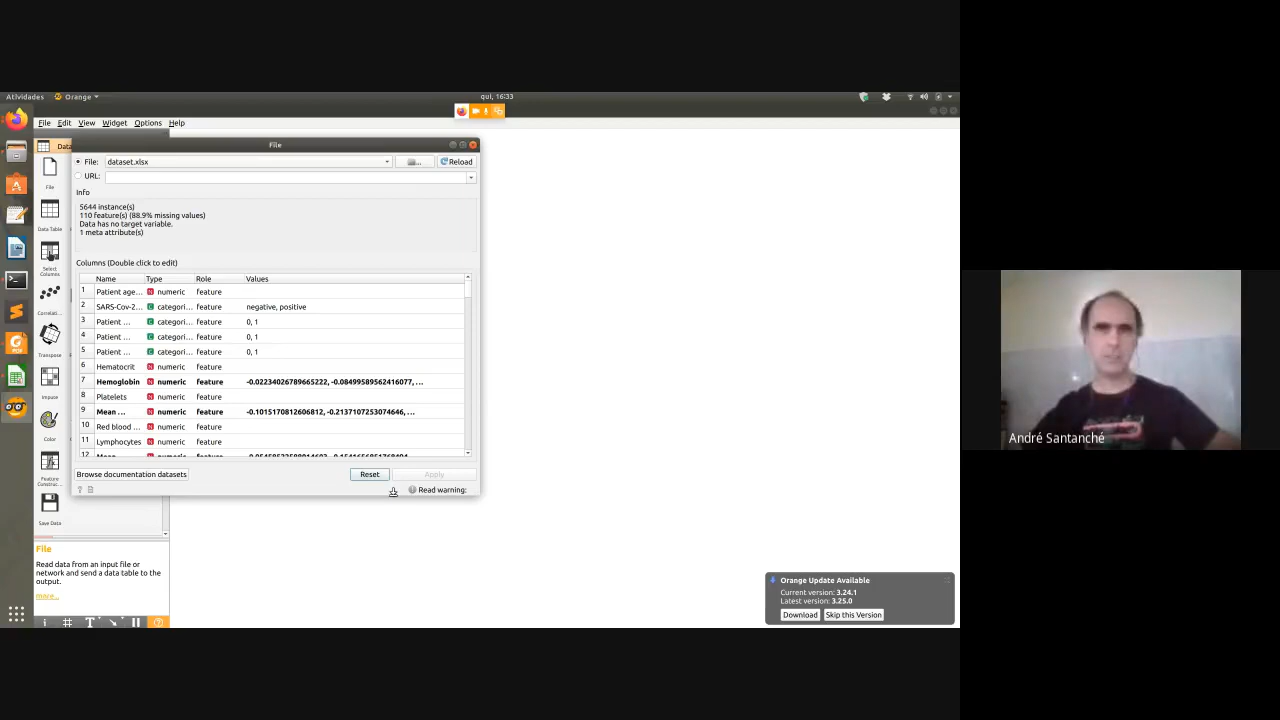 Atividades
Orange
qui, 16:33
File Edit View Widget Options Help
Data
File
Data Table
Select Columns
Correlati...
Transpose
Impute
Color
Feature Construc...
Save Data
File
File: dataset.xlsx
...
Reload
URL:
Info
5644 instance(s)
110 feature(s) (88.9% missing values)
Data has no target variable.
1 meta attribute(s)
Columns (Double click to edit)
Name Type Role Values
1 Patient age... N numeric feature
2 SARS-Cov-2... C categori... feature negative, positive
3 Patient ... C categori... feature 0, 1
4 Patient ... C categori... feature 0, 1
5 Patient ... C categori... feature 0, 1
6 Hematocrit N numeric feature
7 Hemoglobin N numeric feature -0.02234026789665222, -0.08499589562416077, ...
8 Platelets N numeric feature
9 Mean ... N numeric feature -0.1015170812606812, -0.2137107253074646, ...
10 Red blood ... N numeric feature
11 Lymphocytes N numeric feature
12
Browse documentation datasets
Reset
Apply
Read warning:
File
Read data from an input file or
network and send a data table to the
output.
more...
Orange Update Available
Current version: 3.24.1
Latest version: 3.25.0
Download
Skip this Version
André Santanché